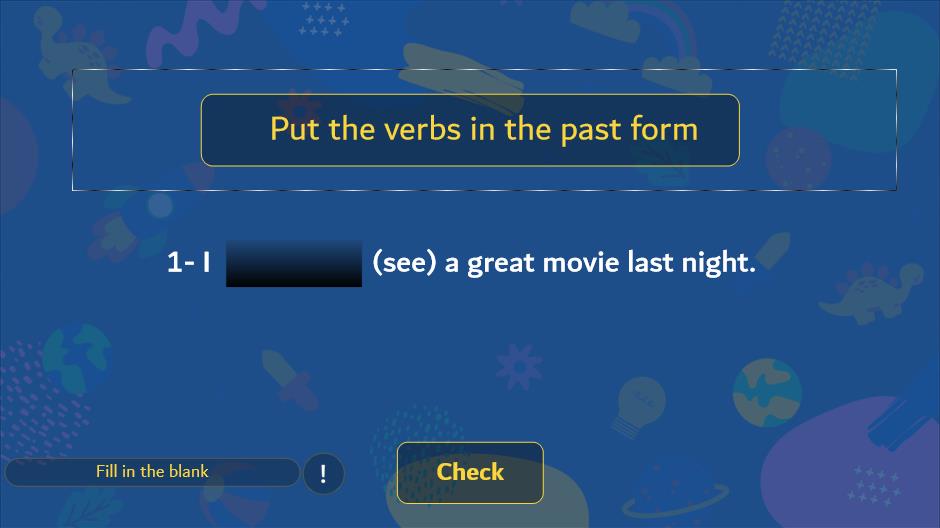 Put the verbs in the past form
1- I (see) a great movie last night.
Fill in the blank
!
Check